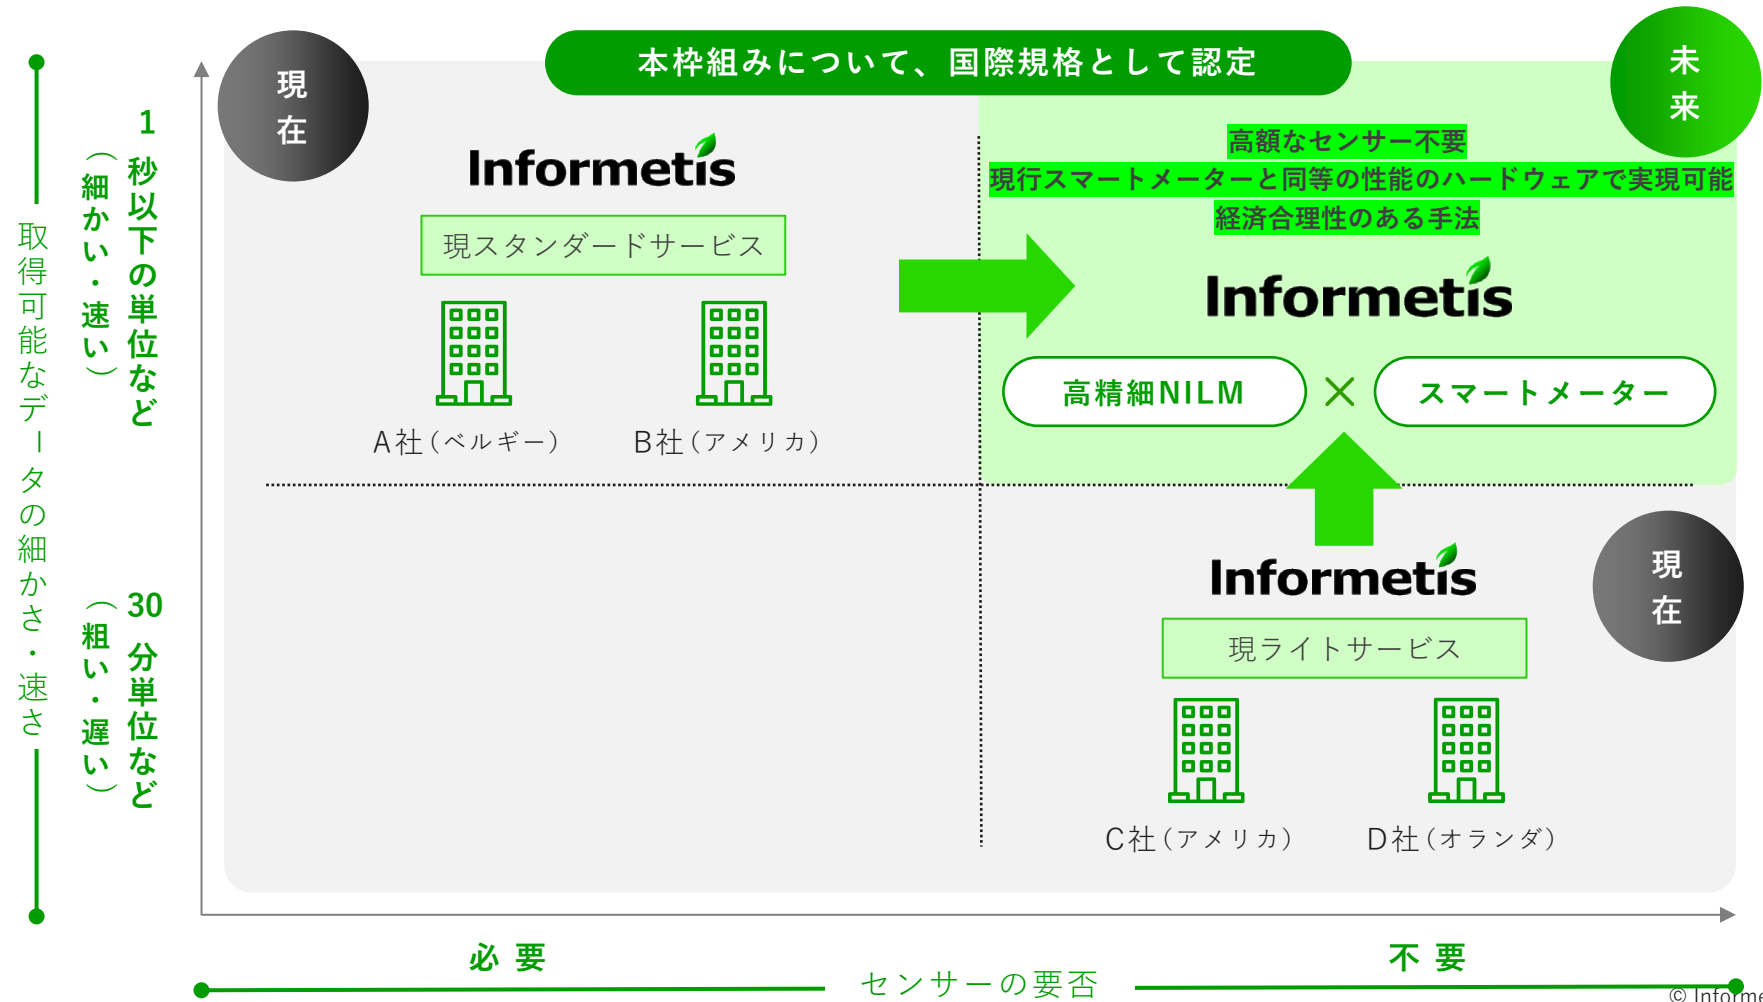 本枠組みについて、国際規格として認定
現在
未来
高額なセンサー不要
現行スマートメーターと同等の性能のハードウェアで実現可能
経済合理性のある手法
Informetis
現スタンダードサービス
A社（ベルギー）
B社（アメリカ）
Informetis
高精細NILM
×
スマートメーター
Informetis
現在
現ライトサービス
C社（アメリカ）
D社（オランダ）
取得可能なデータの細かさ・速さ
1秒以下の単位など
（細かい・速い）
30分単位など
（粗い・遅い）
必要
不要
センサーの要否
© Informe